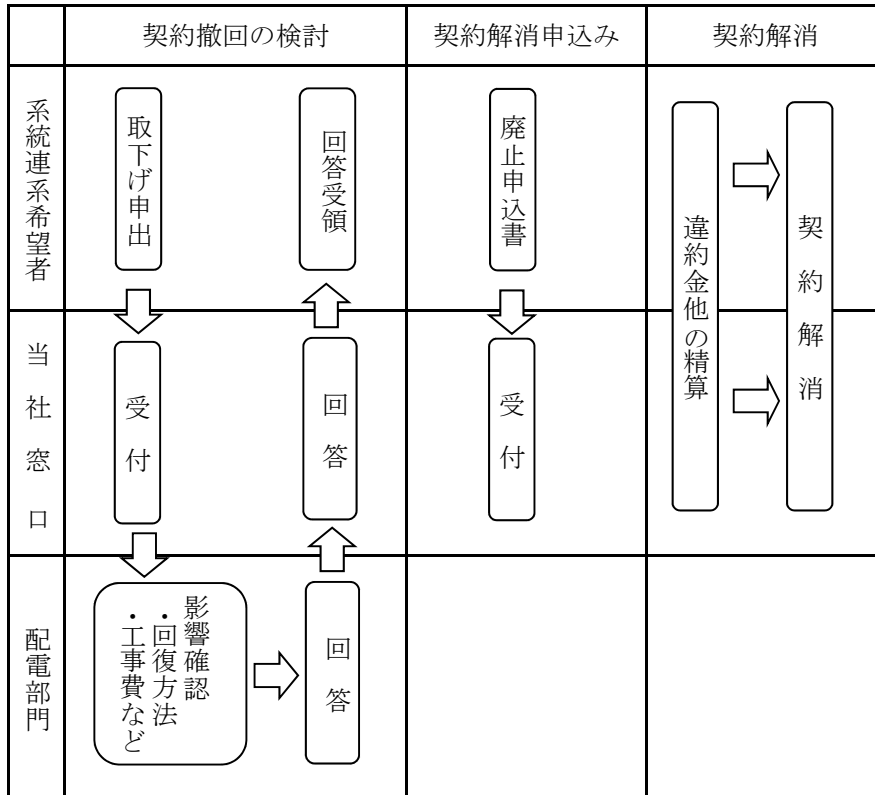 契約撤回の検討
契約解消申込み
契約解消
系統連系希望者
取下げ申出
回答受領
廃止申込書
違約金他の精算
契約解消
当社窓口
受付
回答
受付
配電部門
影響確認
・回復方法
・工事費など
回答